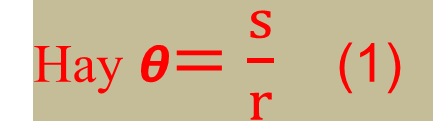 Hay θ = s/r (1)